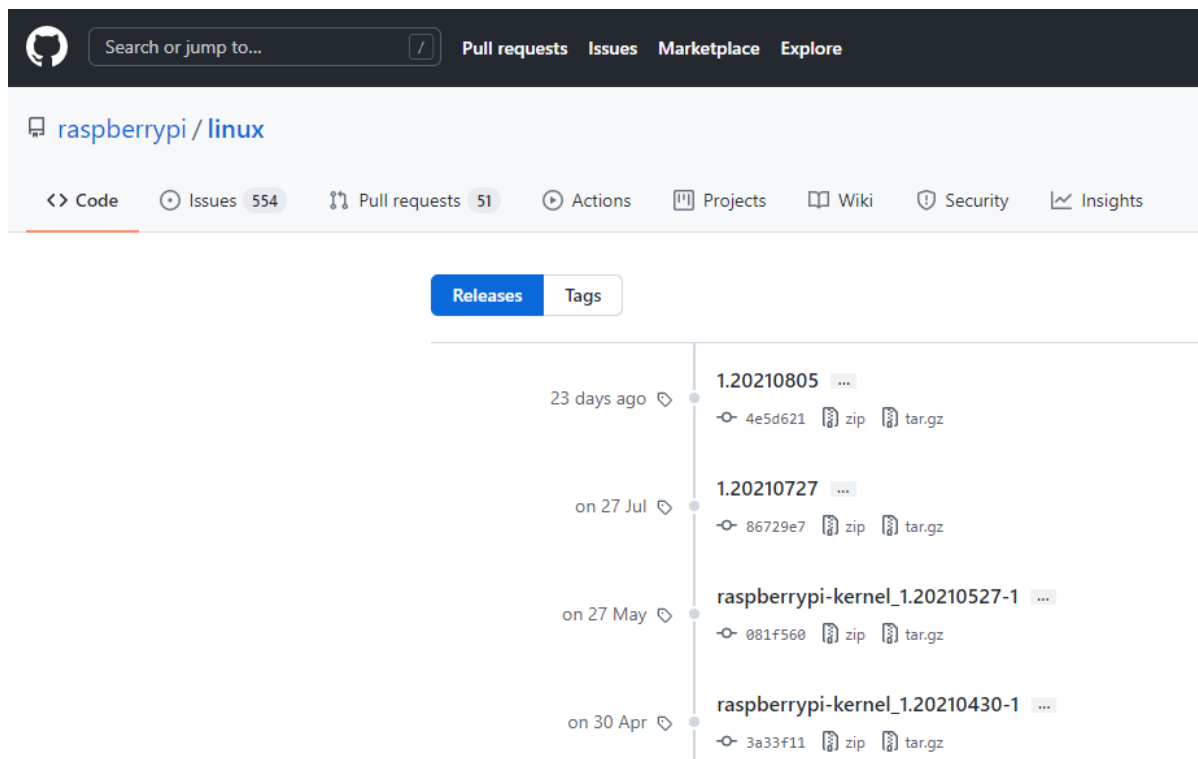 Search or jump to... / Pull requests Issues Marketplace Explore
raspberrypi / linux
<> Code Issues 554 Pull requests 51 Actions Projects Wiki Security Insights
Releases Tags
23 days ago
1.20210805 ...
4e5d621 zip tar.gz
on 27 Jul
1.20210727 ...
86729e7 zip tar.gz
on 27 May
raspberrypi-kernel_1.20210527-1 ...
081f560 zip tar.gz
on 30 Apr
raspberrypi-kernel_1.20210430-1 ...
3a33f11 zip tar.gz